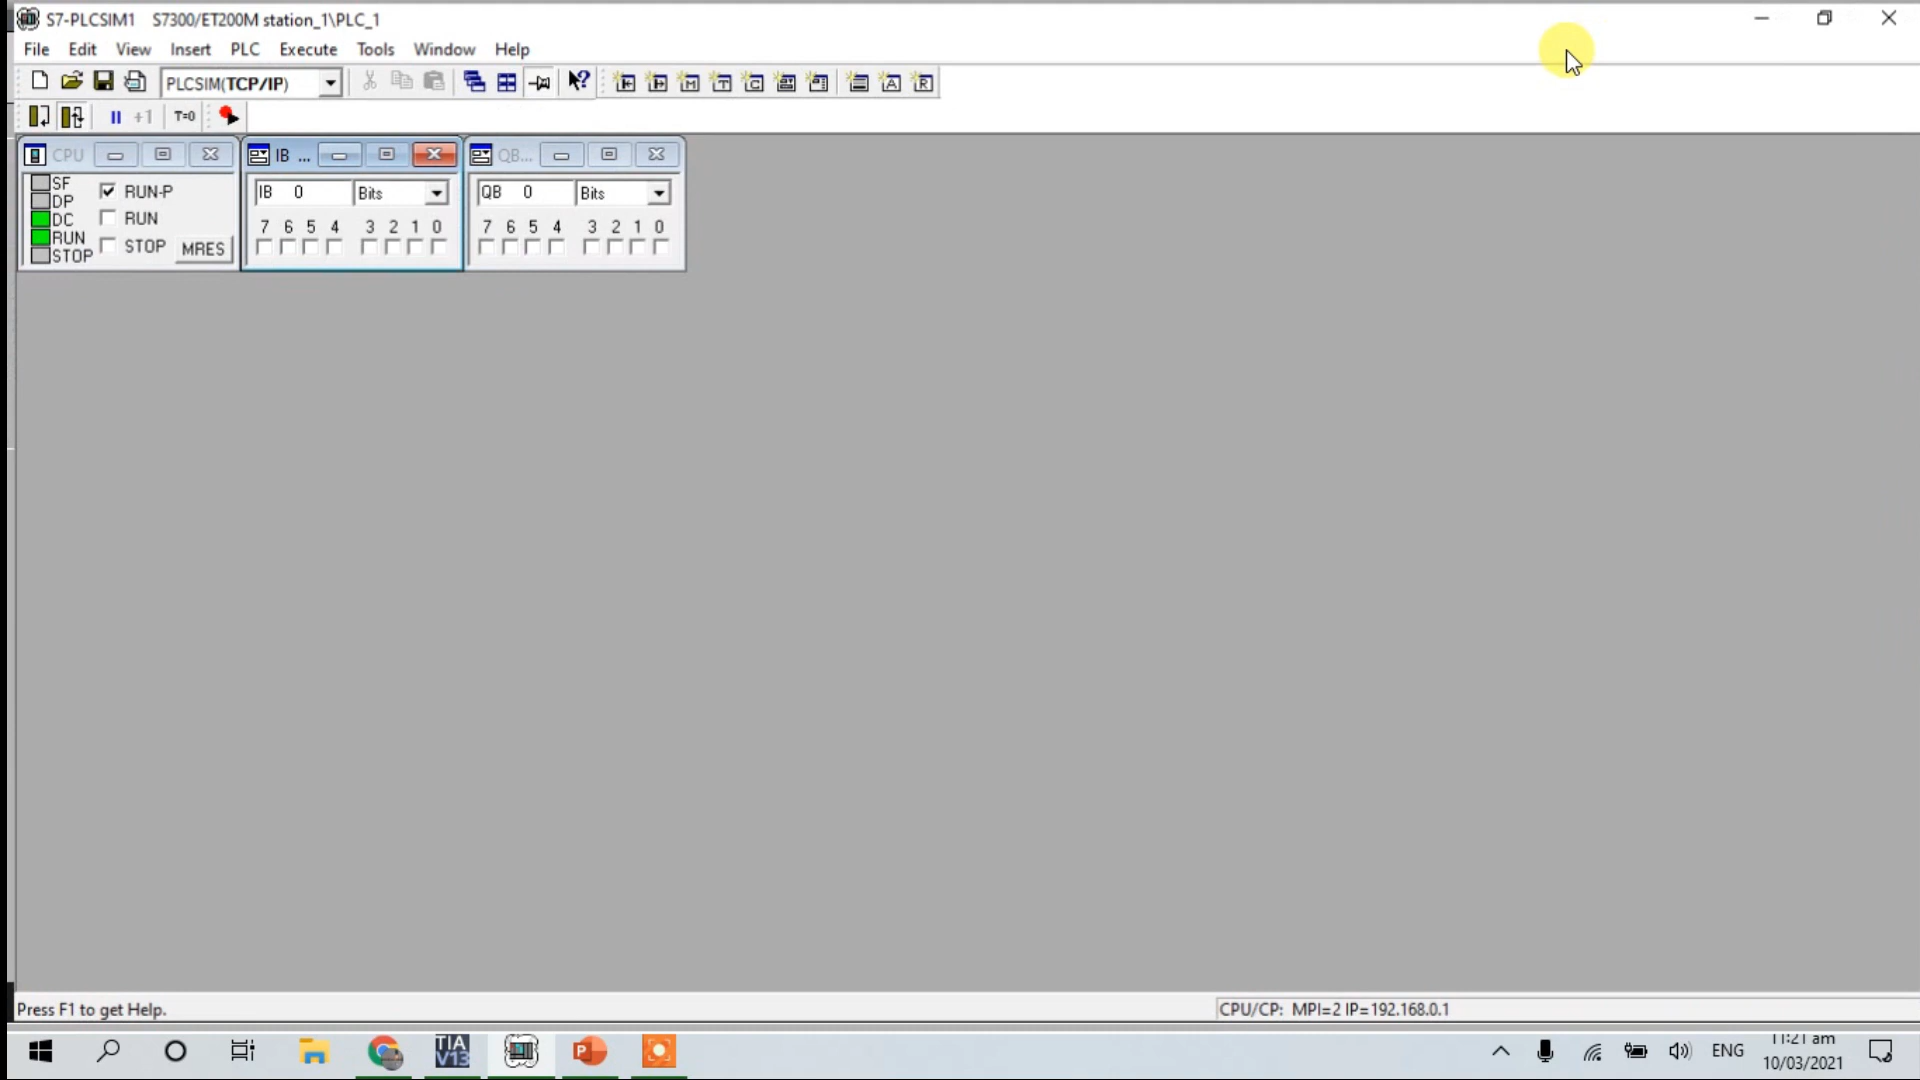 S7-PLCSIM1 S7300/ET200M station_1\PLC_1
File Edit View Insert PLC Execute Tools Window Help
PLCSIM(TCP/IP)
+1 T=0
CPU IB ... QB...
SF RUN-P IB 0 Bits QB 0 Bits
DP
DC RUN 7 6 5 4 3 2 1 0 7 6 5 4 3 2 1 0
RUN STOP MRES
STOP
Press F1 to get Help. CPU/CP: MPI=2 IP=192.168.0.1
TIA V13 ENG 11:21 am
10/03/2021